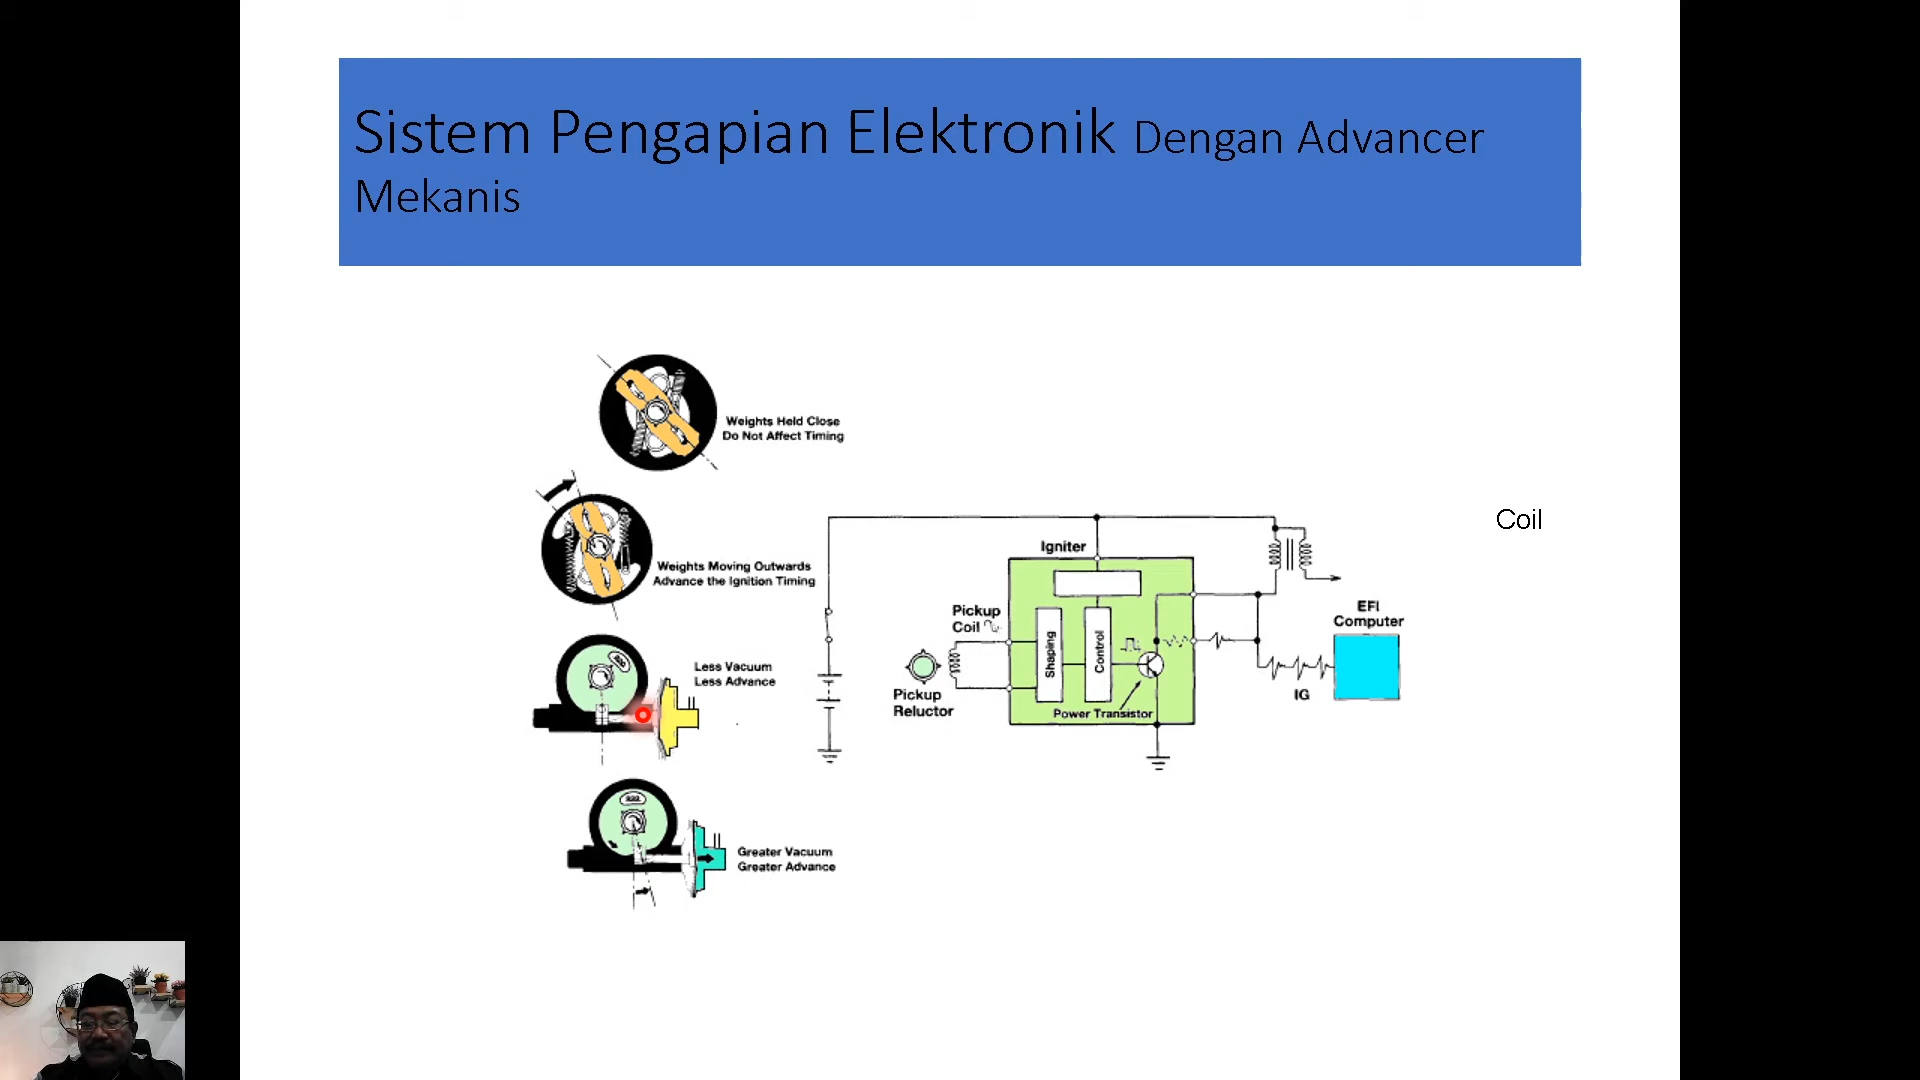 Sistem Pengapian Elektronik Dengan Advancer
Mekanis
Weights Held Close
Do Not Affect Timing
Weights Moving Outwards
Advance the Ignition Timing
Less Vacuum
Less Advance
Greater Vacuum
Greater Advance
Igniter
Pickup
Coil
Pickup
Reluctor
Shaping
Control
Power Transistor
Coil
EFI
Computer
IG